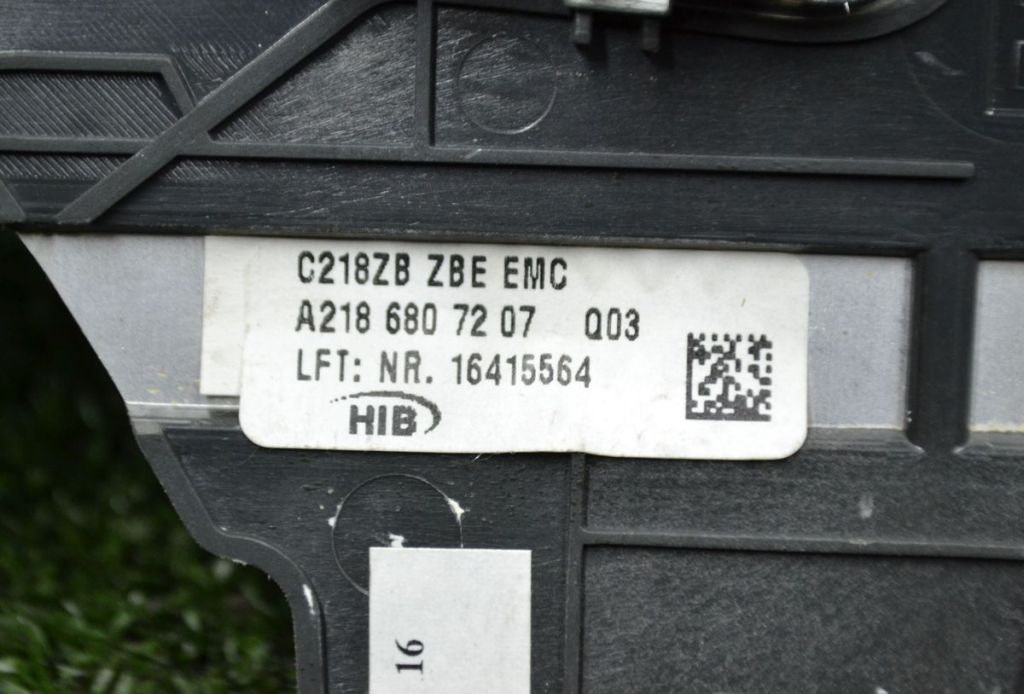 C218ZB ZBE EMC
A218 680 72 07 Q03
LFT: NR. 16415564
HIB
16